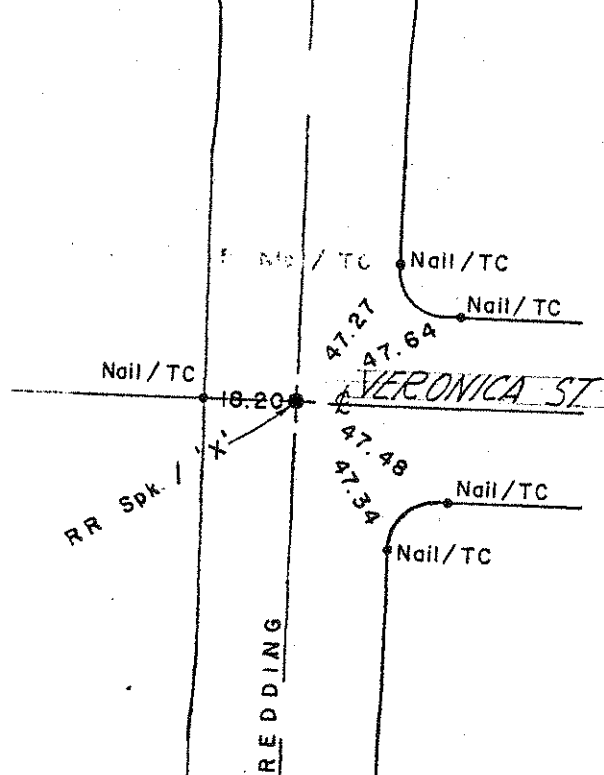 Nail/TC
Nail/TC
47.27
47.64
Nail/TC
18.20
℄ VERONICA ST
RR Spk. / 'X'
47.48
47.34
Nail/TC
Nail/TC
REDDING